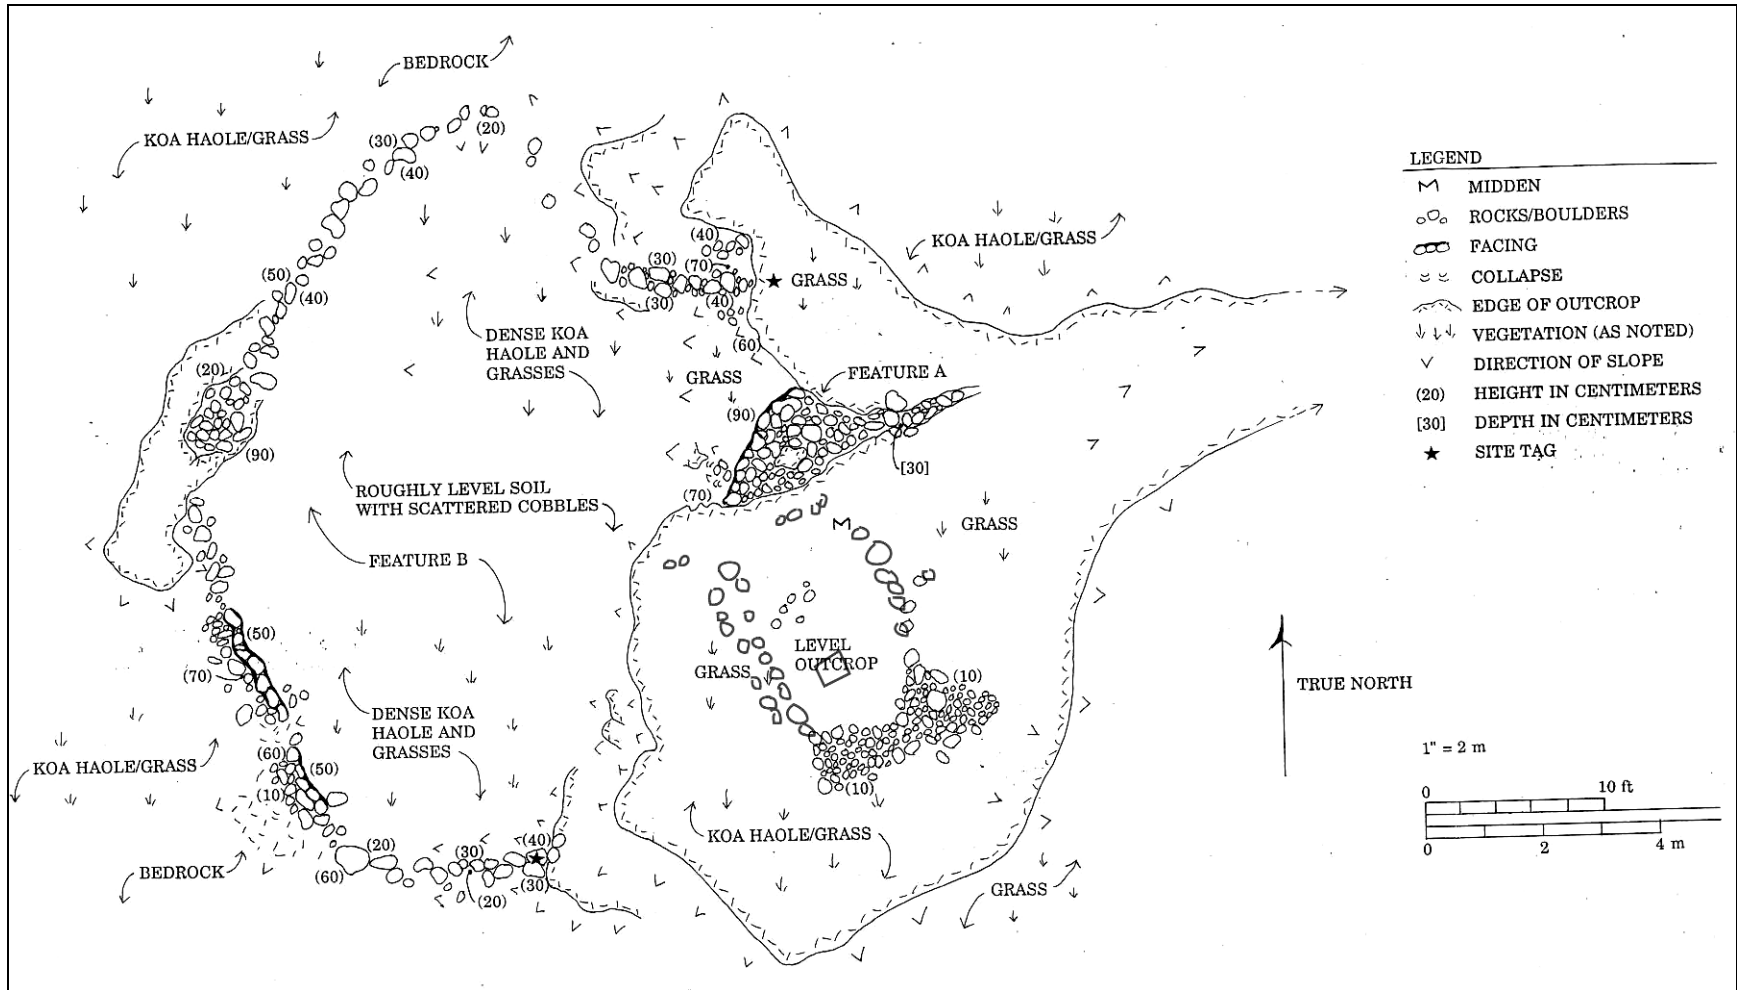 BEDROCK
KOA HAOLE/GRASS
(30)
(20)
(40)
LEGEND
MIDDEN
ROCKS/BOULDERS
FACING
COLLAPSE
EDGE OF OUTCROP
VEGETATION (AS NOTED)
DIRECTION OF SLOPE
(20) HEIGHT IN CENTIMETERS
[30] DEPTH IN CENTIMETERS
SITE TAG
KOA HAOLE/GRASS
(40)
(30)
(70)
GRASS
(50)
(40)
(30)
(40)
DENSE KOA
HAOLE AND
GRASSES
(60)
GRASS
FEATURE A
(20)
(90)
(90)
[30]
ROUGHLY LEVEL SOIL
WITH SCATTERED COBBLES
(70)
GRASS
FEATURE B
(50)
LEVEL
OUTCROP
(70)
GRASS
(10)
TRUE NORTH
DENSE KOA
HAOLE AND
GRASSES
(60)
(50)
KOA HAOLE/GRASS
(10)
(10)
1" = 2 m
0 10 ft
0 2 4 m
KOA HAOLE/GRASS
(20)
(30)
(40)
BEDROCK
(60)
(20)
(30)
GRASS